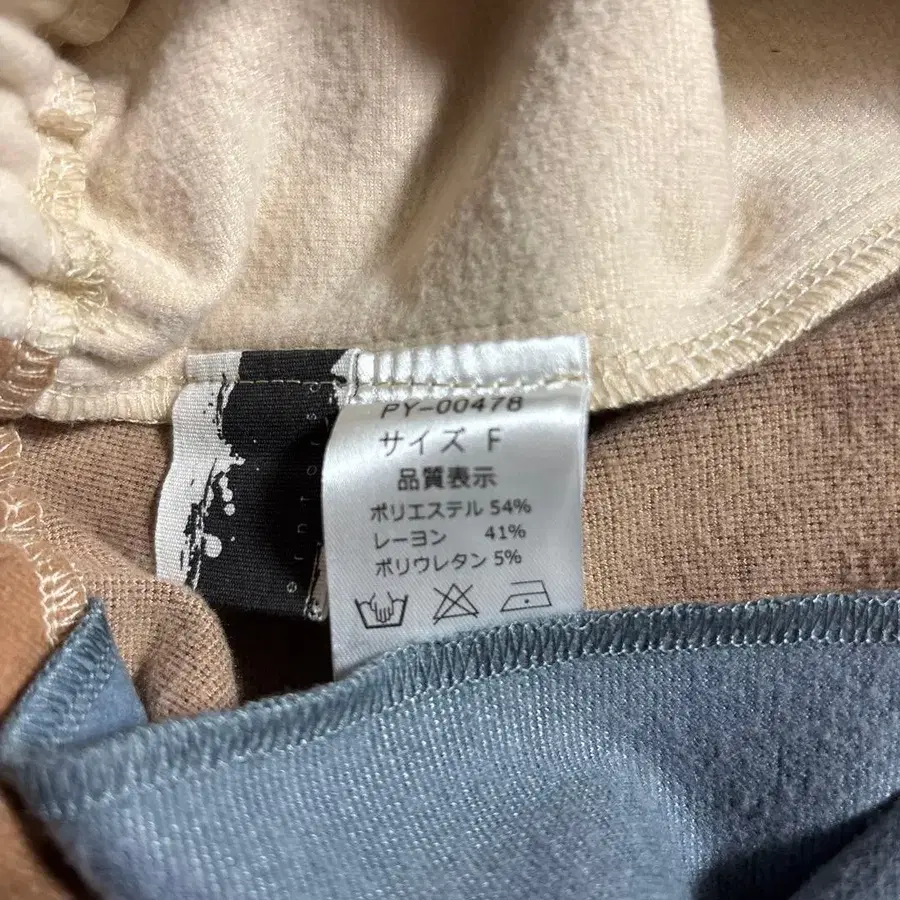 PY-00478
サイズ F
品質表示
ポリエステル 54%
レーヨン 41%
ポリウレタン 5%